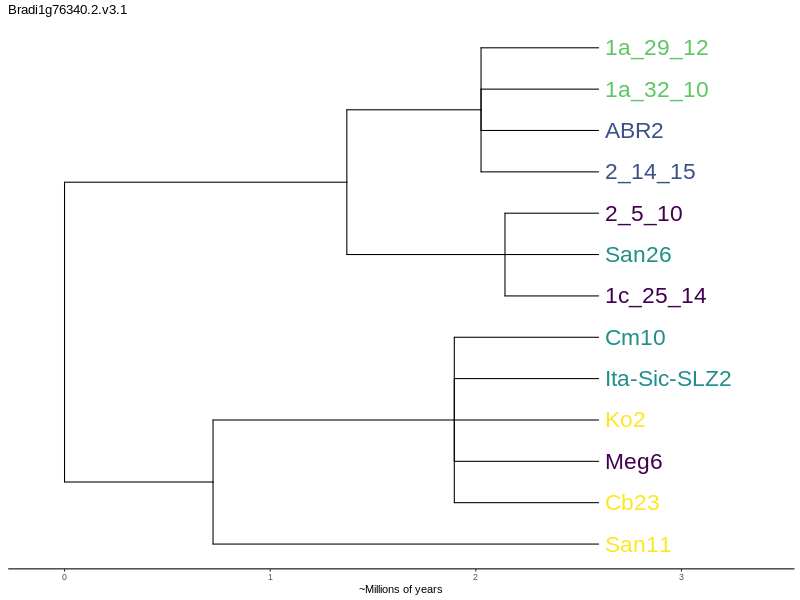 Bradi1g76340.2.v3.1
1a_29_12
1a_32_10
ABR2
2_14_15
2_5_10
San26
1c_25_14
Cm10
Ita-Sic-SLZ2
Ko2
Meg6
Cb23
San11
0 1 2 3
~Millions of years